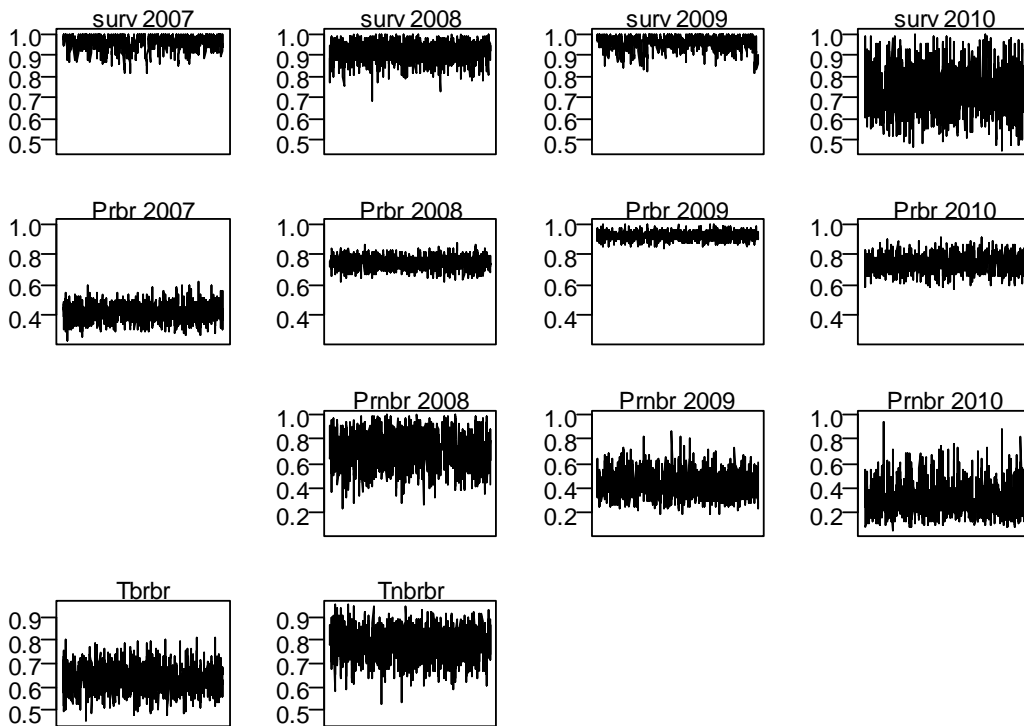 surv 2007 surv 2008 surv 2009 surv 2010
1.0 1.0 1.0 1.0
0.9 0.9 0.9 0.9
0.8 0.8 0.8 0.8
0.7 0.7 0.7 0.7
0.6 0.6 0.6 0.6
0.5 0.5 0.5 0.5
Prbr 2007 Prbr 2008 Prbr 2009 Prbr 2010
1.0 1.0 1.0 1.0
0.8 0.8 0.8 0.8
0.6 0.6 0.6 0.6
0.4 0.4 0.4 0.4
Prnbr 2008 Prnbr 2009 Prnbr 2010
1.0 1.0 1.0
0.8 0.8 0.8
0.6 0.6 0.6
0.4 0.4 0.4
0.2 0.2 0.2
Tbrbr Tnbrbr
0.9 0.9
0.8 0.8
0.7 0.7
0.6 0.6
0.5 0.5